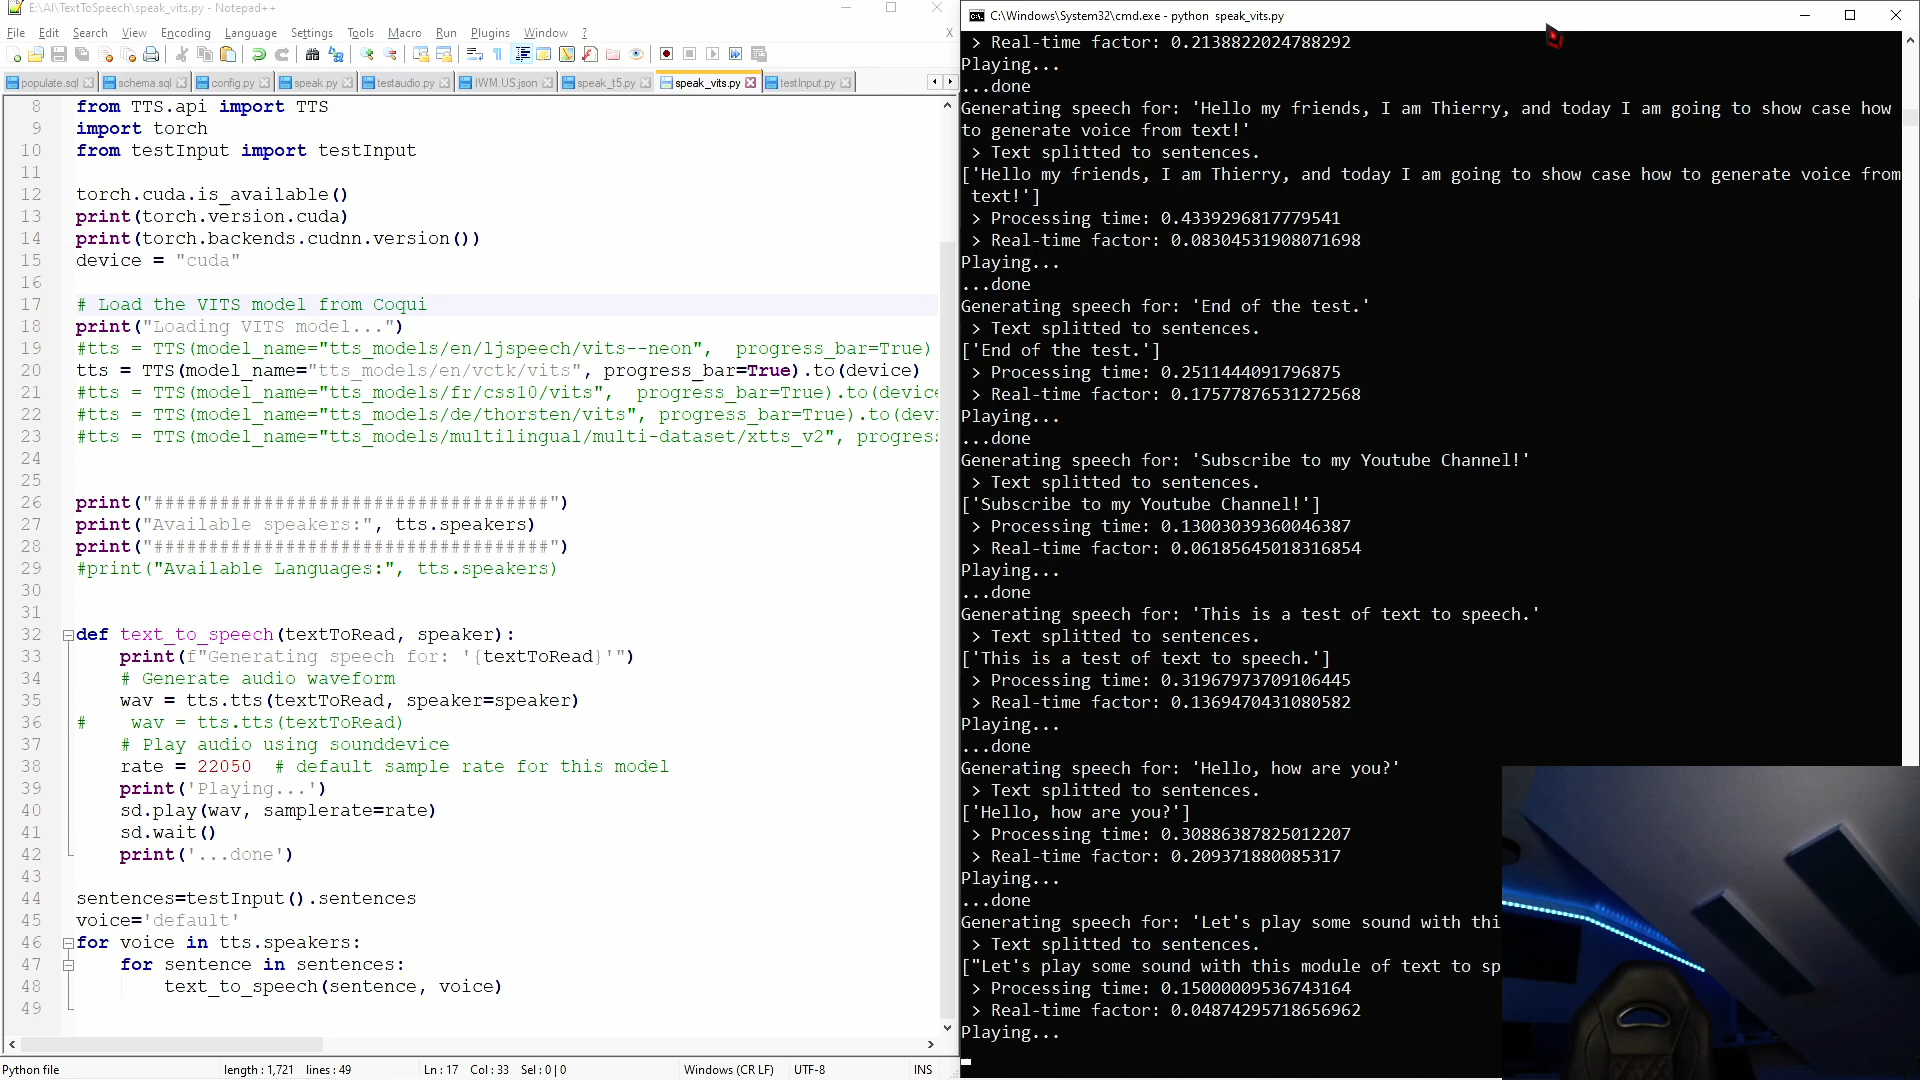 E:\AI\TextToSpeech\speak_vits.py - Notepad++
File Edit Search View Encoding Language Settings Tools Macro Run Plugins Window ?
X
populate.sql schema.sql config.py speak.py testaudio.py IWM.US.json speak_t5.py speak_vits.py testInput.py
8 from TTS.api import TTS
9 import torch
10 from testInput import testInput
11
12 torch.cuda.is_available()
13 print(torch.version.cuda)
14 print(torch.backends.cudnn.version())
15 device = "cuda"
16
17 # Load the VITS model from Coqui
18 print("Loading VITS model...")
19 #tts = TTS(model_name="tts_models/en/ljspeech/vits--neon", progress_bar=True)
20 tts = TTS(model_name="tts_models/en/vctk/vits", progress_bar=True).to(device)
21 #tts = TTS(model_name="tts_models/fr/css10/vits", progress_bar=True).to(device
22 #tts = TTS(model_name="tts_models/de/thorsten/vits", progress_bar=True).to(devi
23 #tts = TTS(model_name="tts_models/multilingual/multi-dataset/xtts_v2", progress
24
25
26 print("####################################")
27 print("Available speakers:", tts.speakers)
28 print("####################################")
29 #print("Available Languages:", tts.speakers)
30
31
32 def text_to_speech(textToRead, speaker):
33 print(f"Generating speech for: '{textToRead}'")
34 # Generate audio waveform
35 wav = tts.tts(textToRead, speaker=speaker)
36 # wav = tts.tts(textToRead)
37 # Play audio using sounddevice
38 rate = 22050 # default sample rate for this model
39 print('Playing...')
40 sd.play(wav, samplerate=rate)
41 sd.wait()
42 print('...done')
43
44 sentences=testInput().sentences
45 voice='default'
46 for voice in tts.speakers:
47 for sentence in sentences:
48 text_to_speech(sentence, voice)
49
Python file length : 1,721 lines : 49 Ln : 17 Col : 33 Sel : 0 | 0 Windows (CR LF) UTF-8 INS
C:\Windows\System32\cmd.exe - python speak_vits.py
> Real-time factor: 0.2138822024788292
Playing...
...done
Generating speech for: 'Hello my friends, I am Thierry, and today I am going to show case how
to generate voice from text!'
> Text splitted to sentences.
['Hello my friends, I am Thierry, and today I am going to show case how to generate voice from
text!']
> Processing time: 0.4339296817779541
> Real-time factor: 0.08304531908071698
Playing...
...done
Generating speech for: 'End of the test.'
> Text splitted to sentences.
['End of the test.']
> Processing time: 0.2511444091796875
> Real-time factor: 0.17577876531272568
Playing...
...done
Generating speech for: 'Subscribe to my Youtube Channel!'
> Text splitted to sentences.
['Subscribe to my Youtube Channel!']
> Processing time: 0.13003039360046387
> Real-time factor: 0.06185645018316854
Playing...
...done
Generating speech for: 'This is a test of text to speech.'
> Text splitted to sentences.
['This is a test of text to speech.']
> Processing time: 0.31967973709106445
> Real-time factor: 0.1369470431080582
Playing...
...done
Generating speech for: 'Hello, how are you?'
> Text splitted to sentences.
['Hello, how are you?']
> Processing time: 0.30886387825012207
> Real-time factor: 0.209371880085317
Playing...
...done
Generating speech for: 'Let's play some sound with thi
> Text splitted to sentences.
["Let's play some sound with this module of text to sp
> Processing time: 0.15000009536743164
> Real-time factor: 0.04874295718656962
Playing...